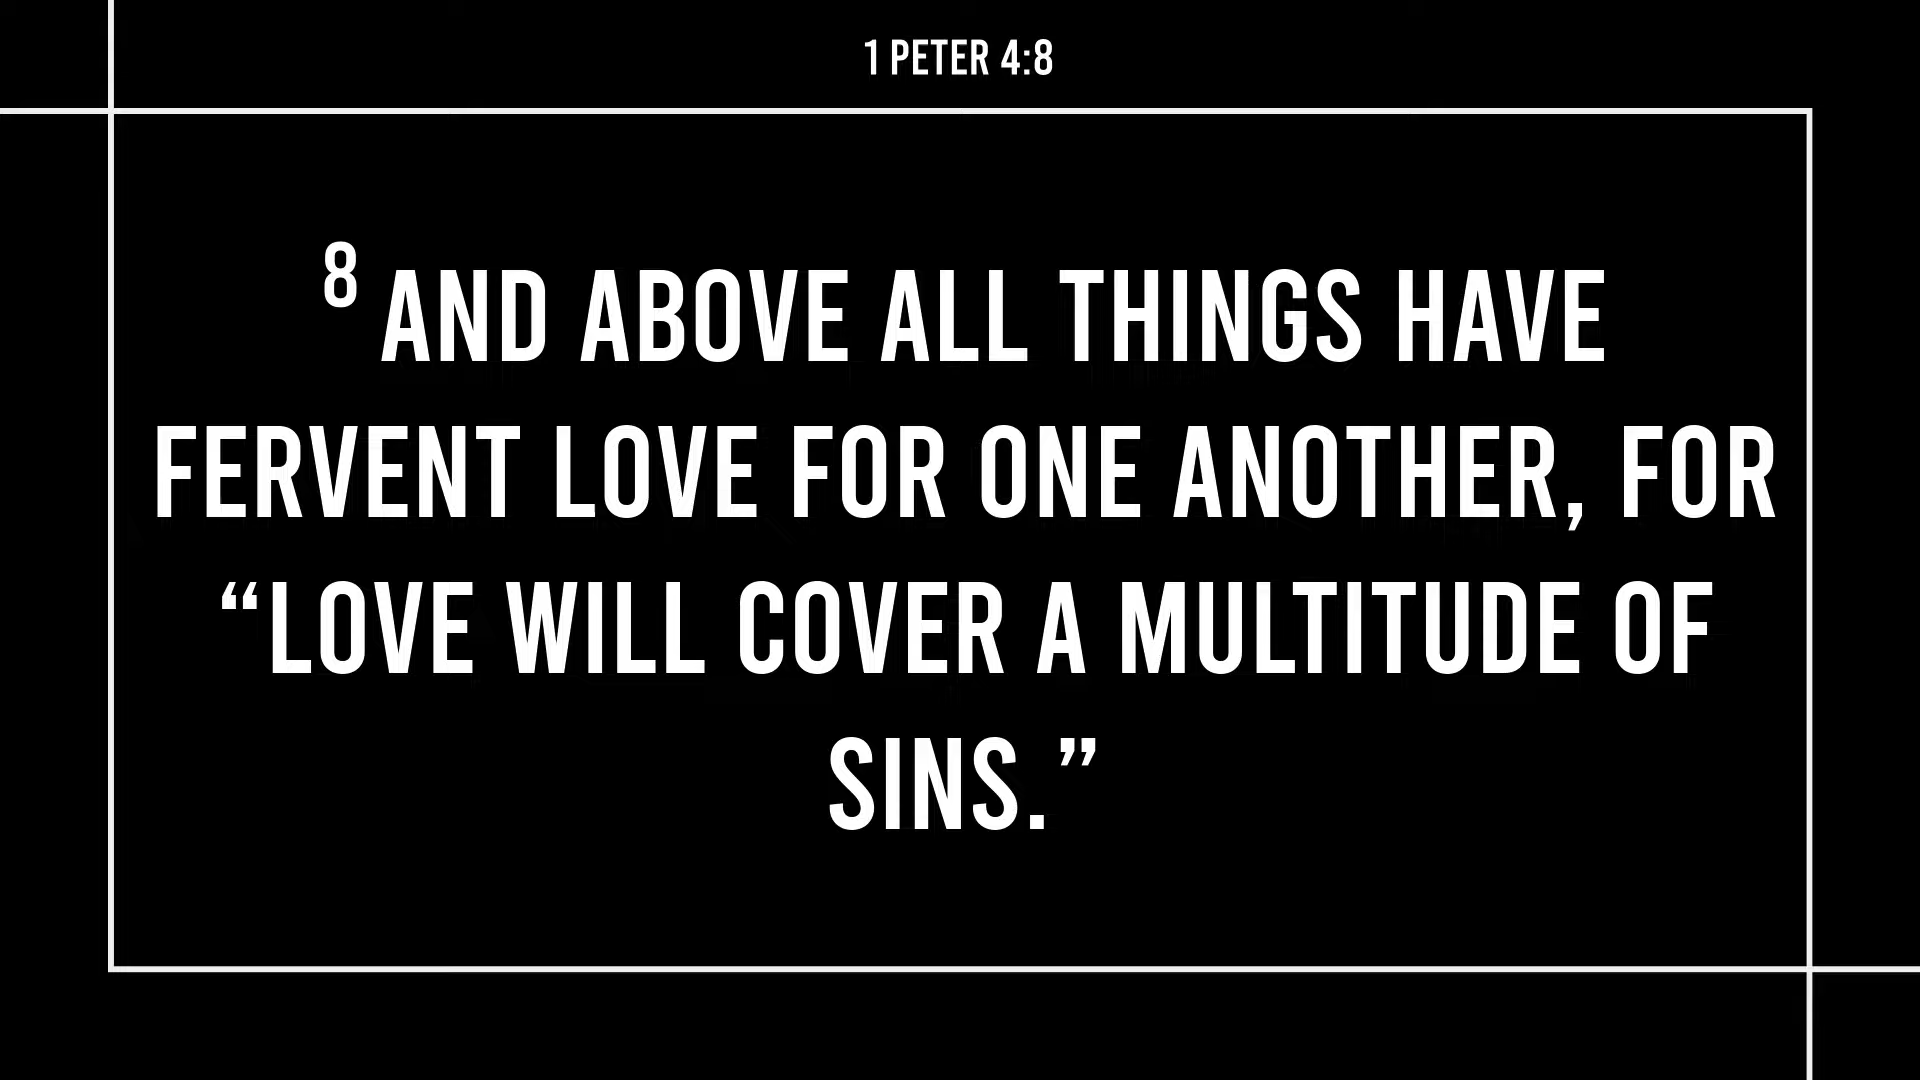 1 PETER 4:8
8 AND ABOVE ALL THINGS HAVE
FERVENT LOVE FOR ONE ANOTHER, FOR
“LOVE WILL COVER A MULTITUDE OF
SINS.”